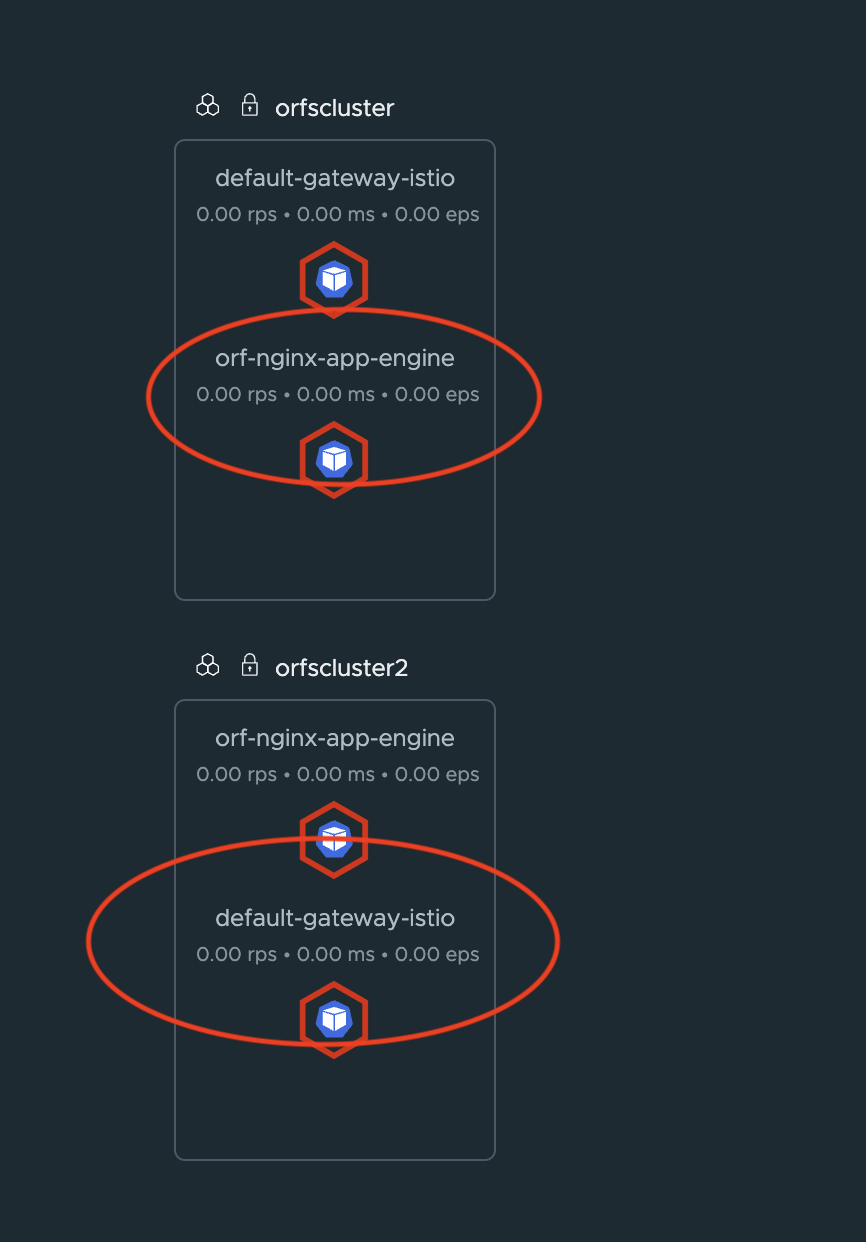 orfscluster
default-gateway-istio
0.00 rps • 0.00 ms • 0.00 eps
orf-nginx-app-engine
0.00 rps • 0.00 ms • 0.00 eps
orfscluster2
orf-nginx-app-engine
0.00 rps • 0.00 ms • 0.00 eps
default-gateway-istio
0.00 rps • 0.00 ms • 0.00 eps